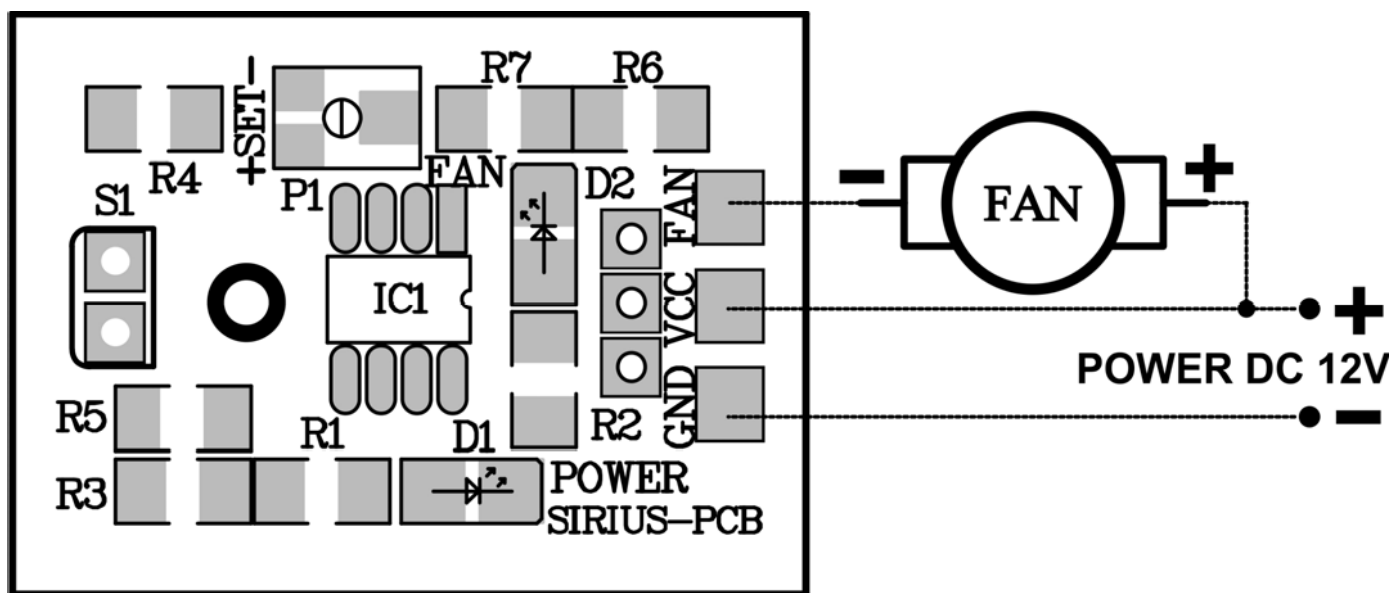 R7
R6
+SET-
R4
P1
FAN
D2
S1
FAN
- FAN +
IC1
VCC
+
POWER DC 12V
-
GND
R5
R1
D1
R2
R3
POWER
SIRIUS-PCB